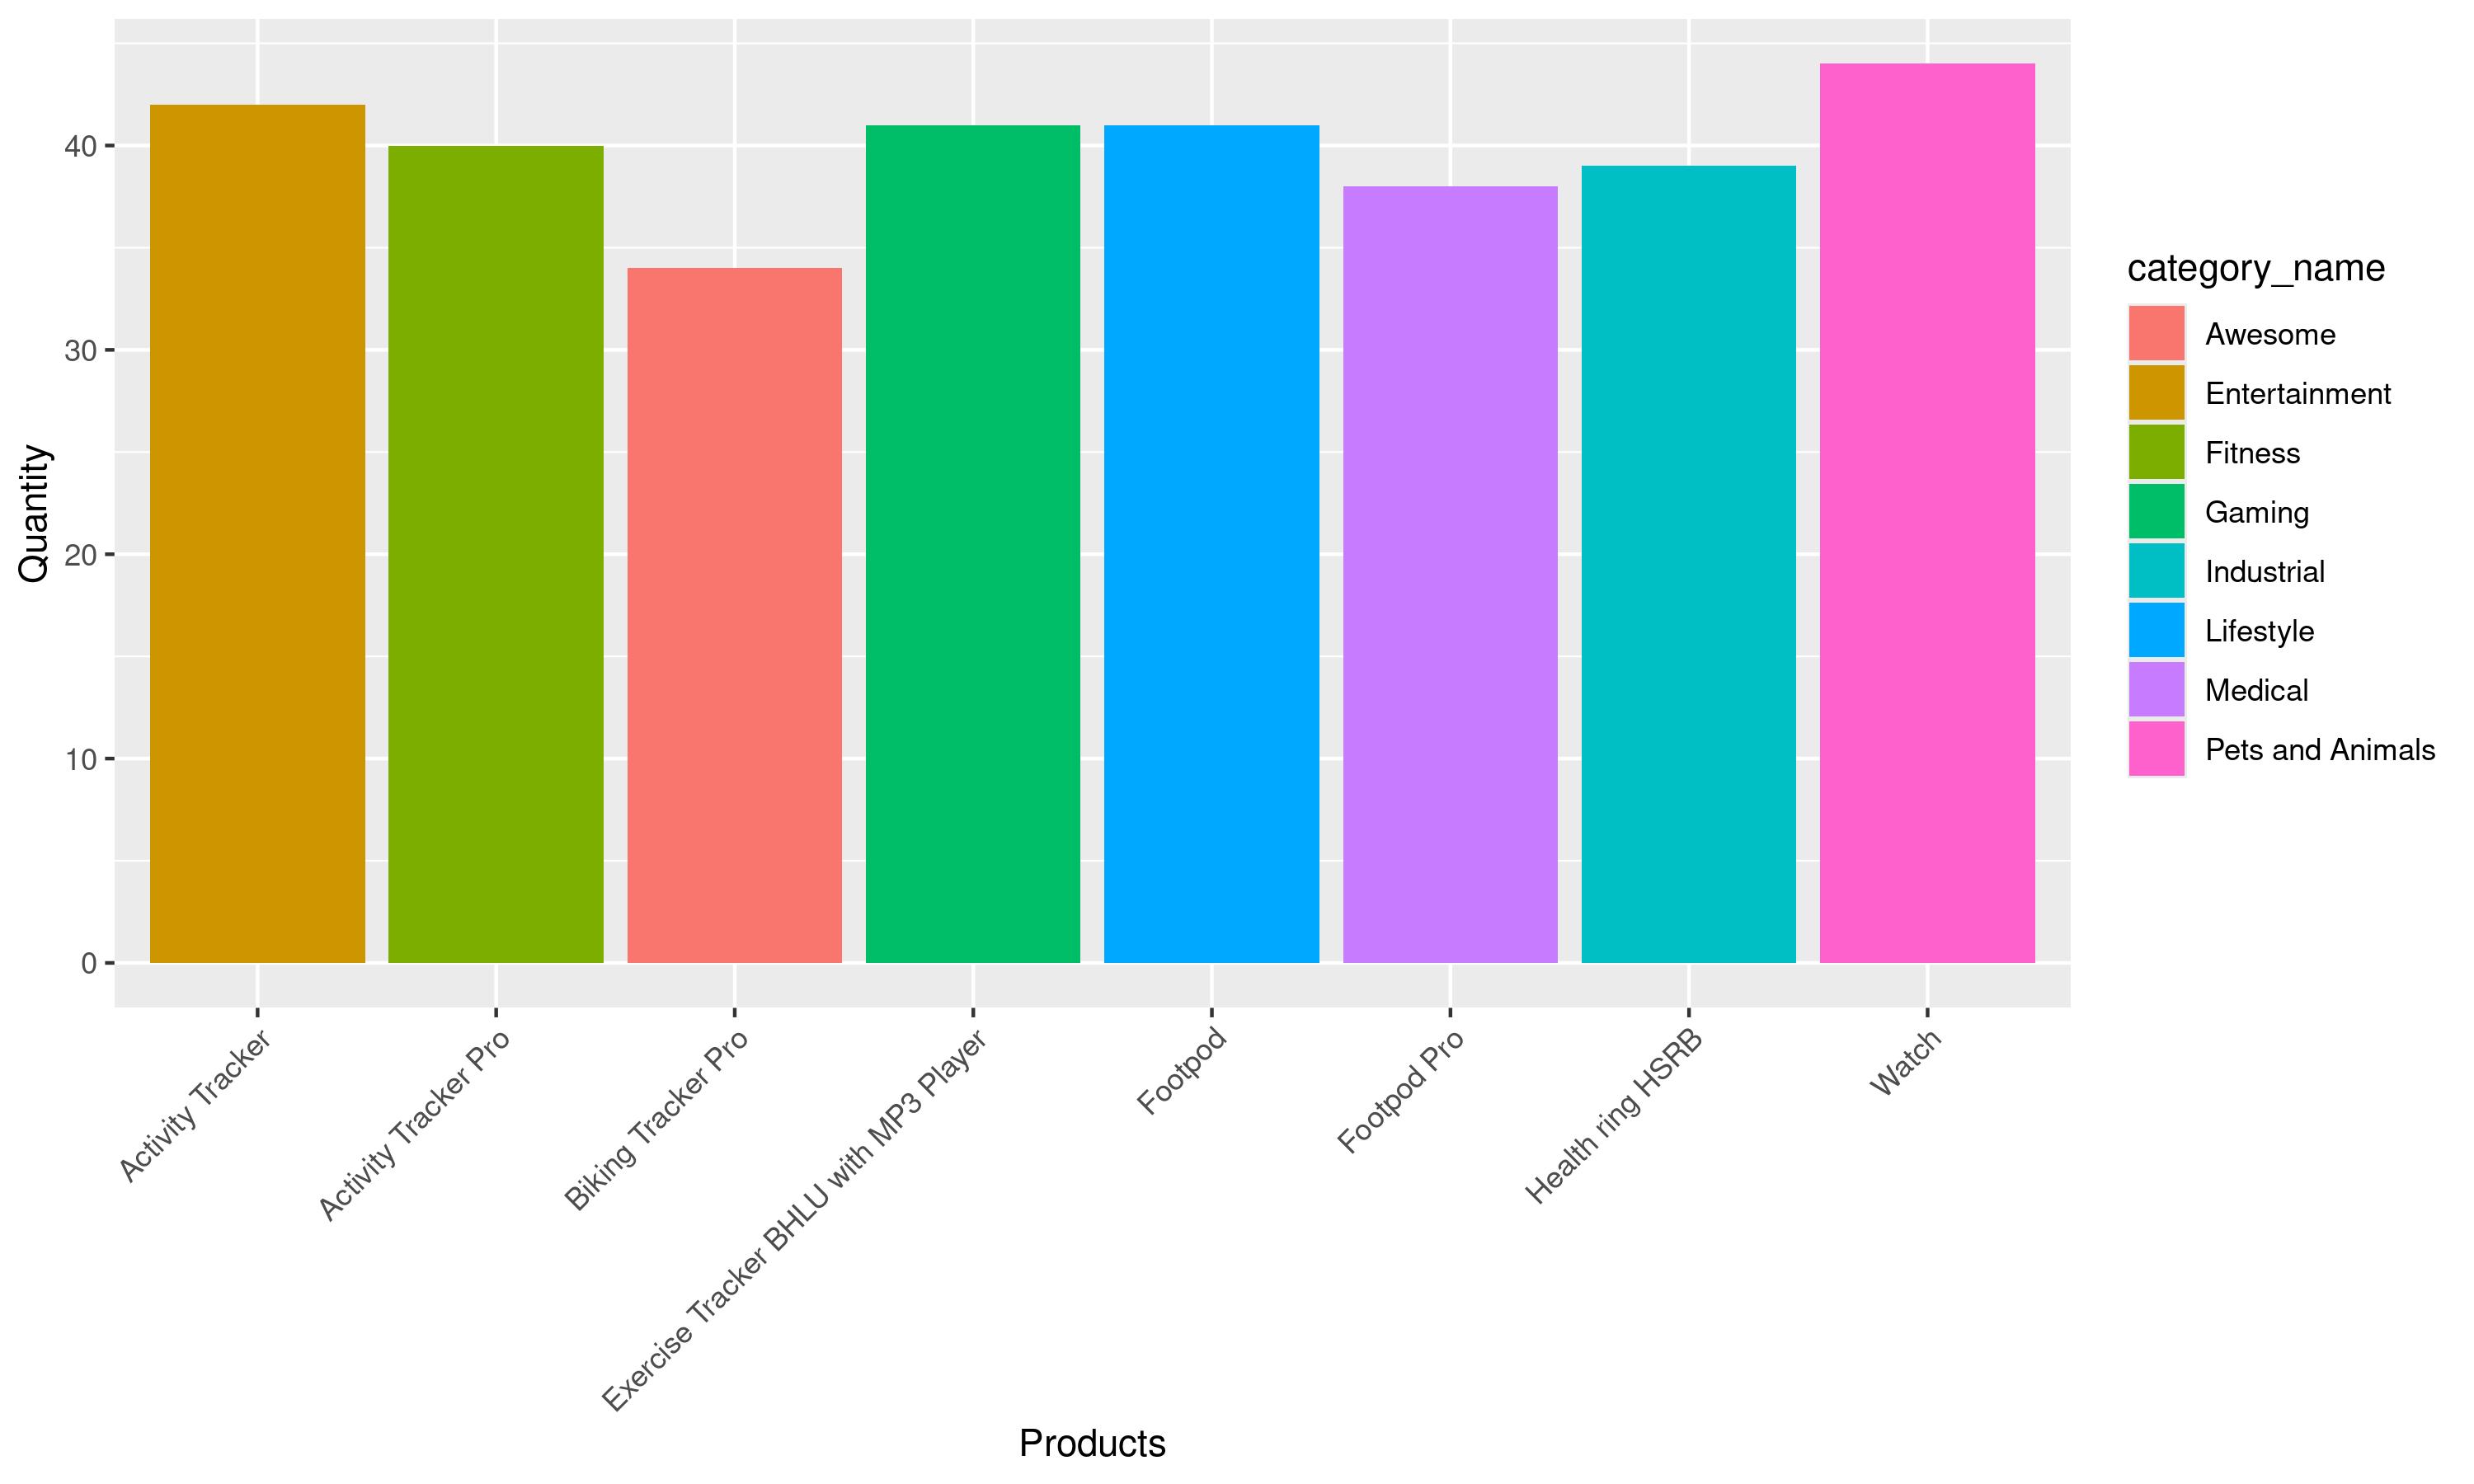 Quantity
40
30
20
10
0
Activity Tracker
Activity Tracker Pro
Biking Tracker Pro
Exercise Tracker BHLU with MP3 Player
Footpod
Footpod Pro
Health ring HSRB
Watch
Products
category_name
Awesome
Entertainment
Fitness
Gaming
Industrial
Lifestyle
Medical
Pets and Animals